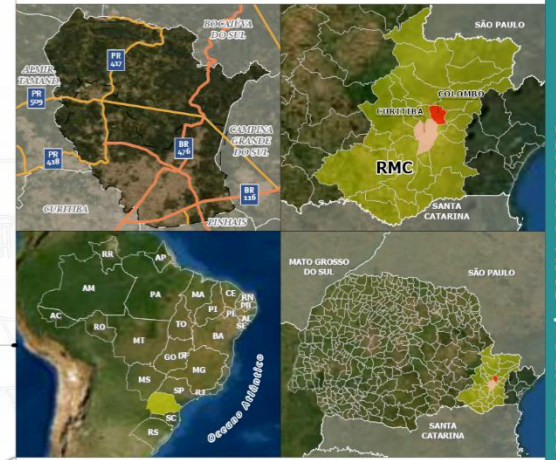 BOCAIÚVA
DO SUL
PR
417
ALMIR.
TAMAND.
PR
509
CAMPINA
GRANDE
DO SUL
PR
418
BR
476
BR
116
CURITIBA
PINHAIS
SÃO PAULO
COLOMBO
CURITIBA
RMC
SANTA
CATARINA
RR
AP
AM
PA
MA
CE
RN
PB
PI
PE
AL
SE
AC
RO
TO
BA
MT
GO
DF
MG
MS
SP
RJ
SC
RS
Oceano Atlântico
MATO GROSSO
DO SUL
SÃO PAULO
SANTA
CATARINA